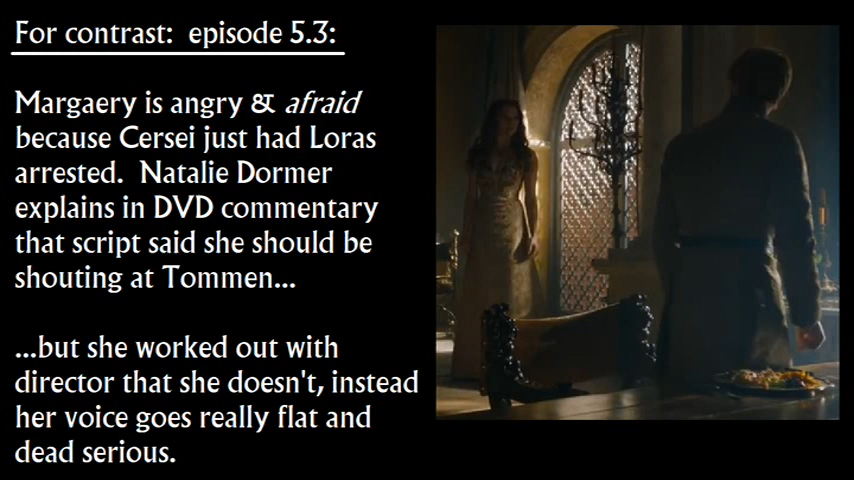 For contrast: episode 5.3:
Margaery is angry & afraid
because Cersei just had Loras
arrested. Natalie Dormer
explains in DVD commentary
that script said she should be
shouting at Tommen...
...but she worked out with
director that she doesn't, instead
her voice goes really flat and
dead serious.